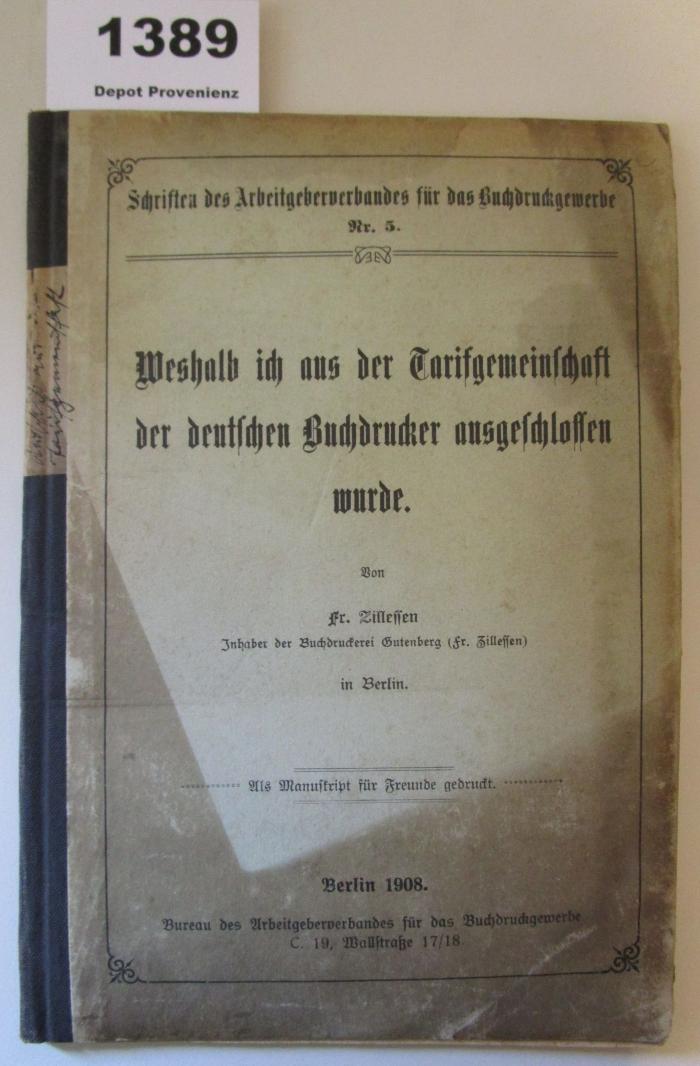 1389
Depot Provenienz
Schriften des Arbeitgeberverbandes für das Buchdruckgewerbe
Nr. 5.
Weshalb ich aus der Tarifgemeinſchaft
der deutſchen Buchdrucker ausgeſchloſſen
wurde.
Von
Fr. Zilleſſen
Inhaber der Buchdruckerei Gutenberg (Fr. Zilleſſen)
in Berlin.
Als Manuſkript für Freunde gedruckt.
Berlin 1908.
Bureau des Arbeitgeberverbandes für das Buchdruckgewerbe
C. 19, Wallſtraße 17/18